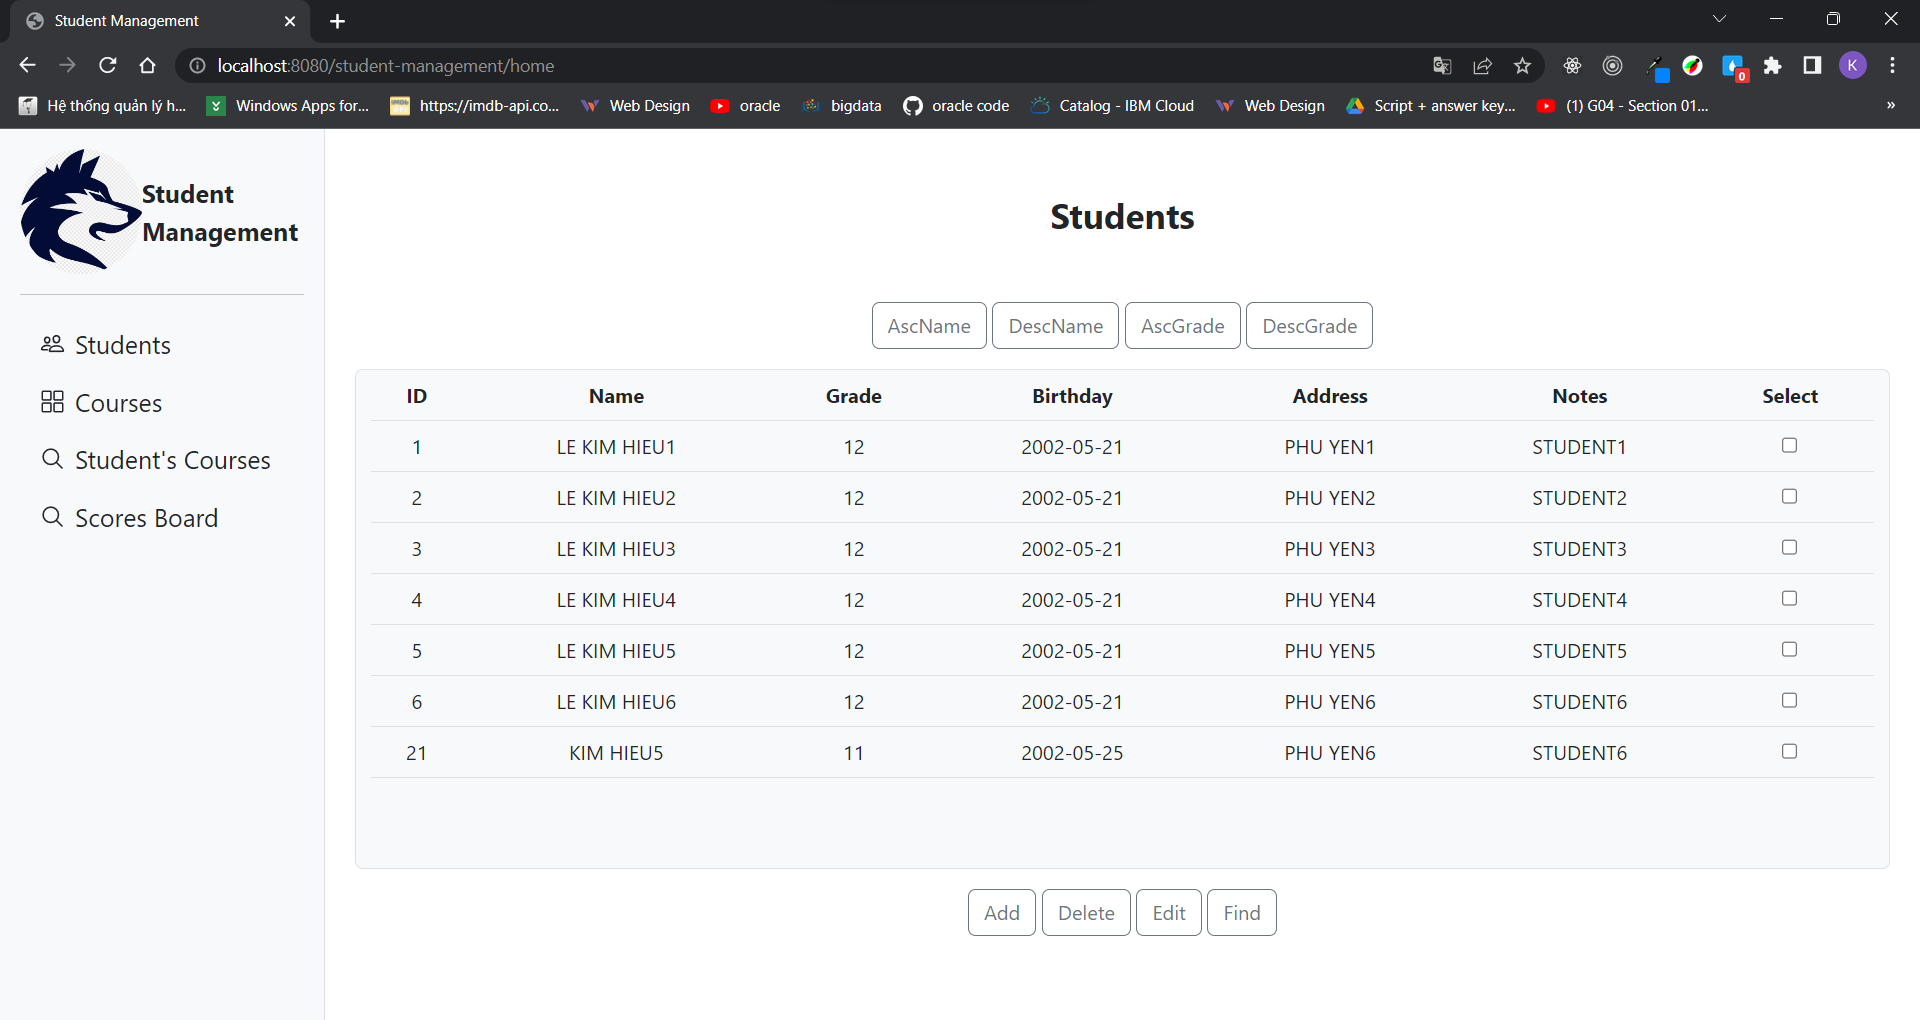 Student Management
localhost:8080/student-management/home
0
K
Hệ thống quản lý h... Windows Apps for... https://imdb-api.co... Web Design oracle bigdata oracle code Catalog - IBM Cloud Web Design Script + answer key... (1) G04 - Section 01... »
Student
Management
Students
Courses
Student's Courses
Scores Board
Students
AscName DescName AscGrade DescGrade
ID Name Grade Birthday Address Notes Select
1 LE KIM HIEU1 12 2002-05-21 PHU YEN1 STUDENT1
2 LE KIM HIEU2 12 2002-05-21 PHU YEN2 STUDENT2
3 LE KIM HIEU3 12 2002-05-21 PHU YEN3 STUDENT3
4 LE KIM HIEU4 12 2002-05-21 PHU YEN4 STUDENT4
5 LE KIM HIEU5 12 2002-05-21 PHU YEN5 STUDENT5
6 LE KIM HIEU6 12 2002-05-21 PHU YEN6 STUDENT6
21 KIM HIEU5 11 2002-05-25 PHU YEN6 STUDENT6
Add Delete Edit Find